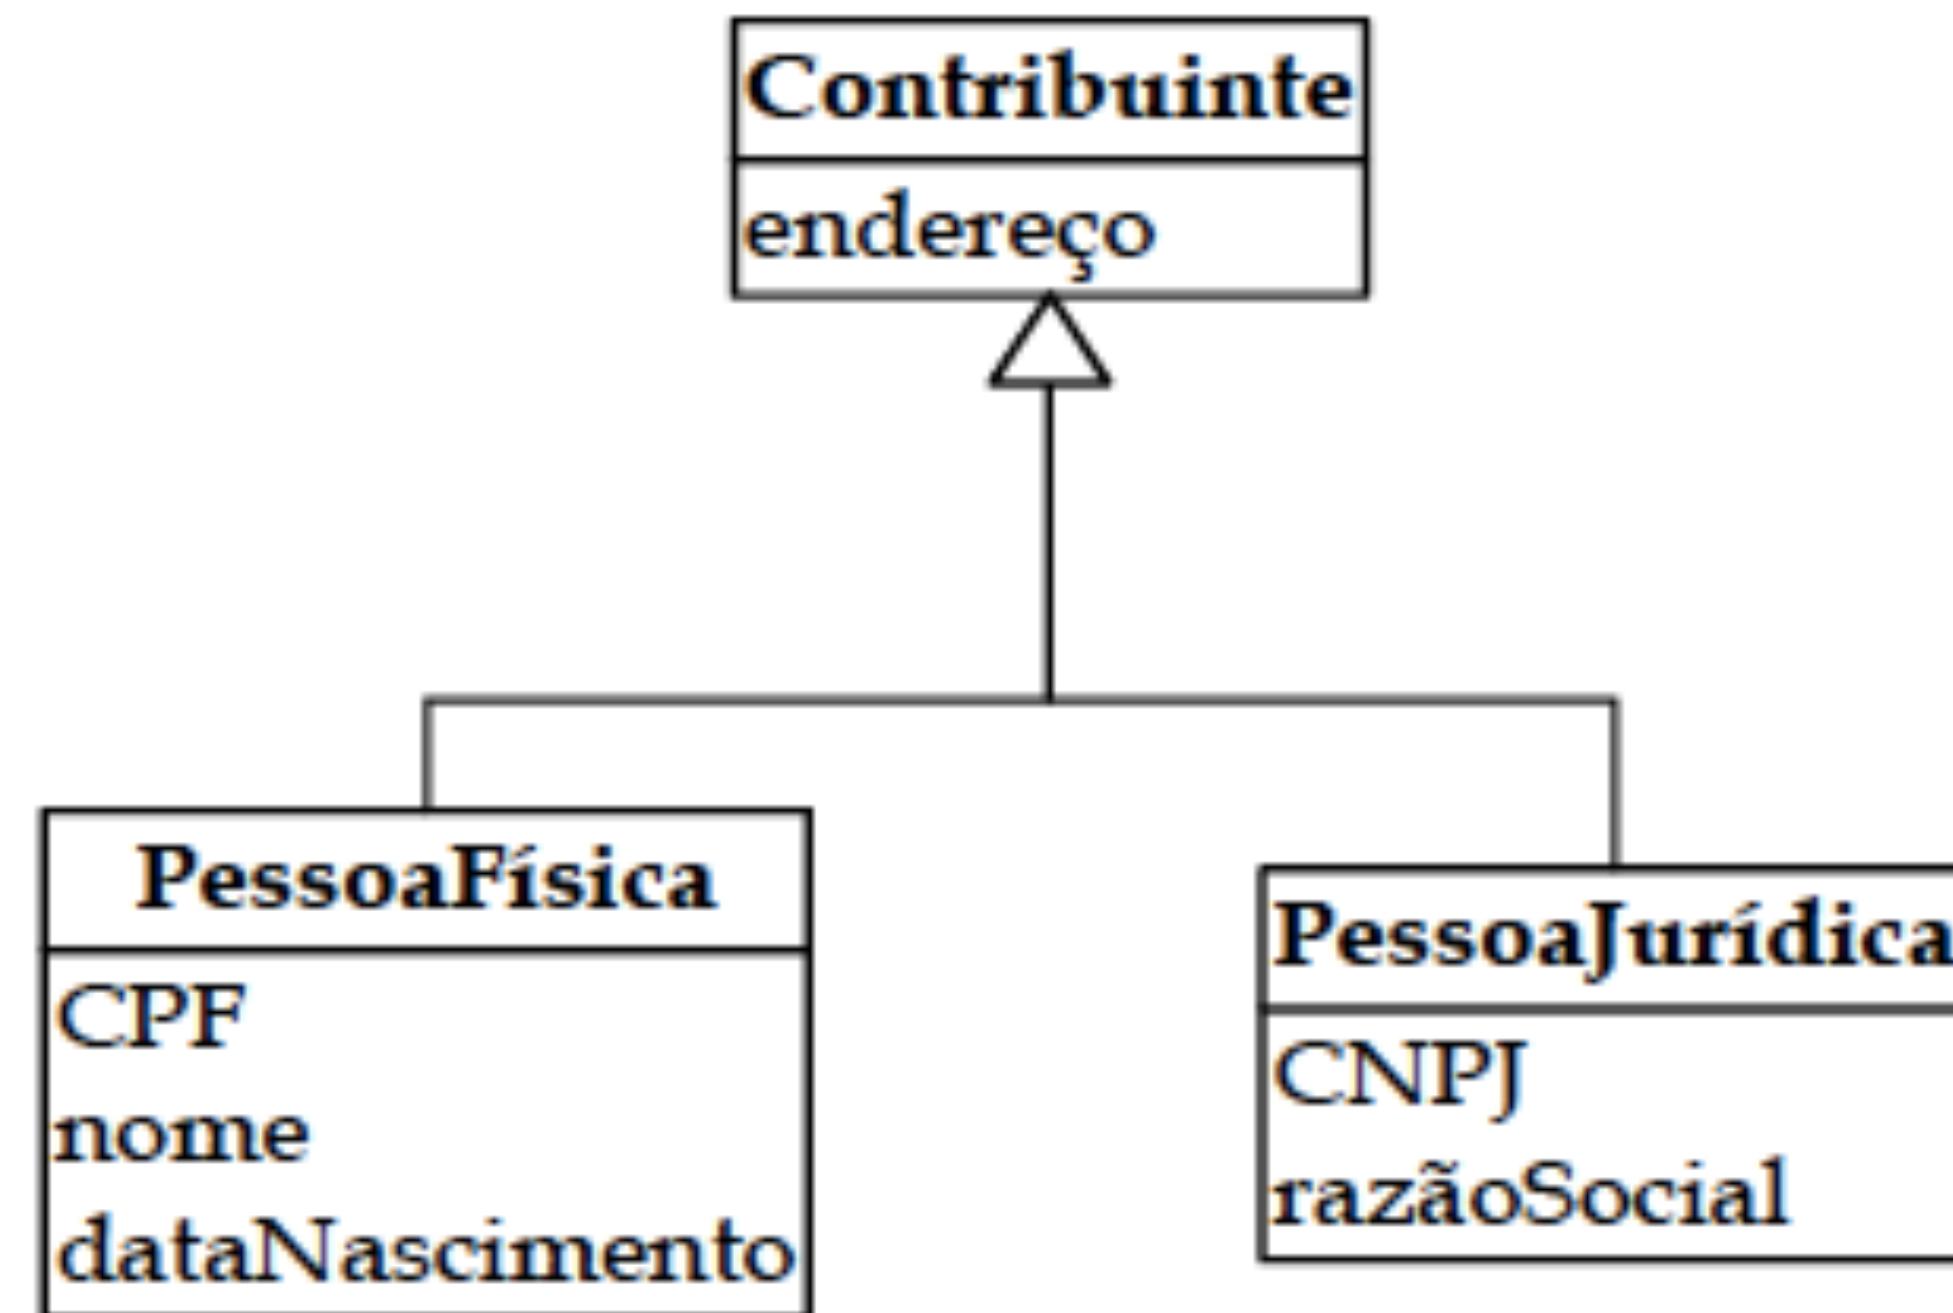 Contribuinte
endereço
PessoaFísica
CPF
nome
dataNascimento
PessoaJurídica
CNPJ
razãoSocial